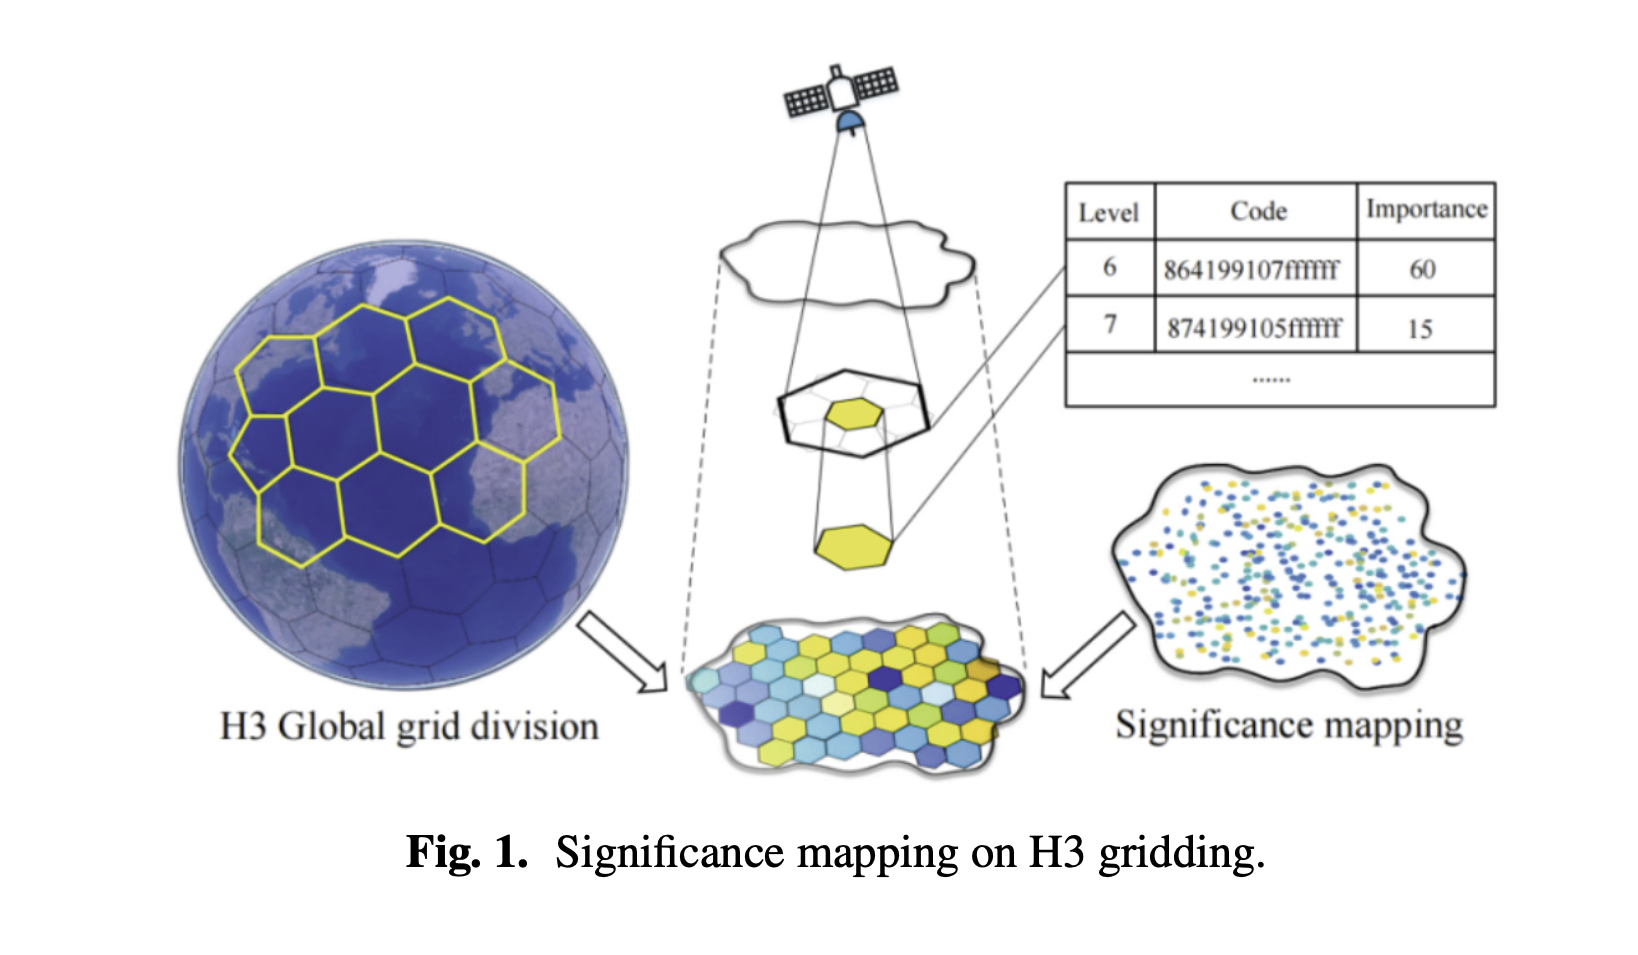 Level Code Importance
6 864199107ffffff 60
7 874199105ffffff 15
......
H3 Global grid division
Significance mapping
Fig. 1. Significance mapping on H3 gridding.